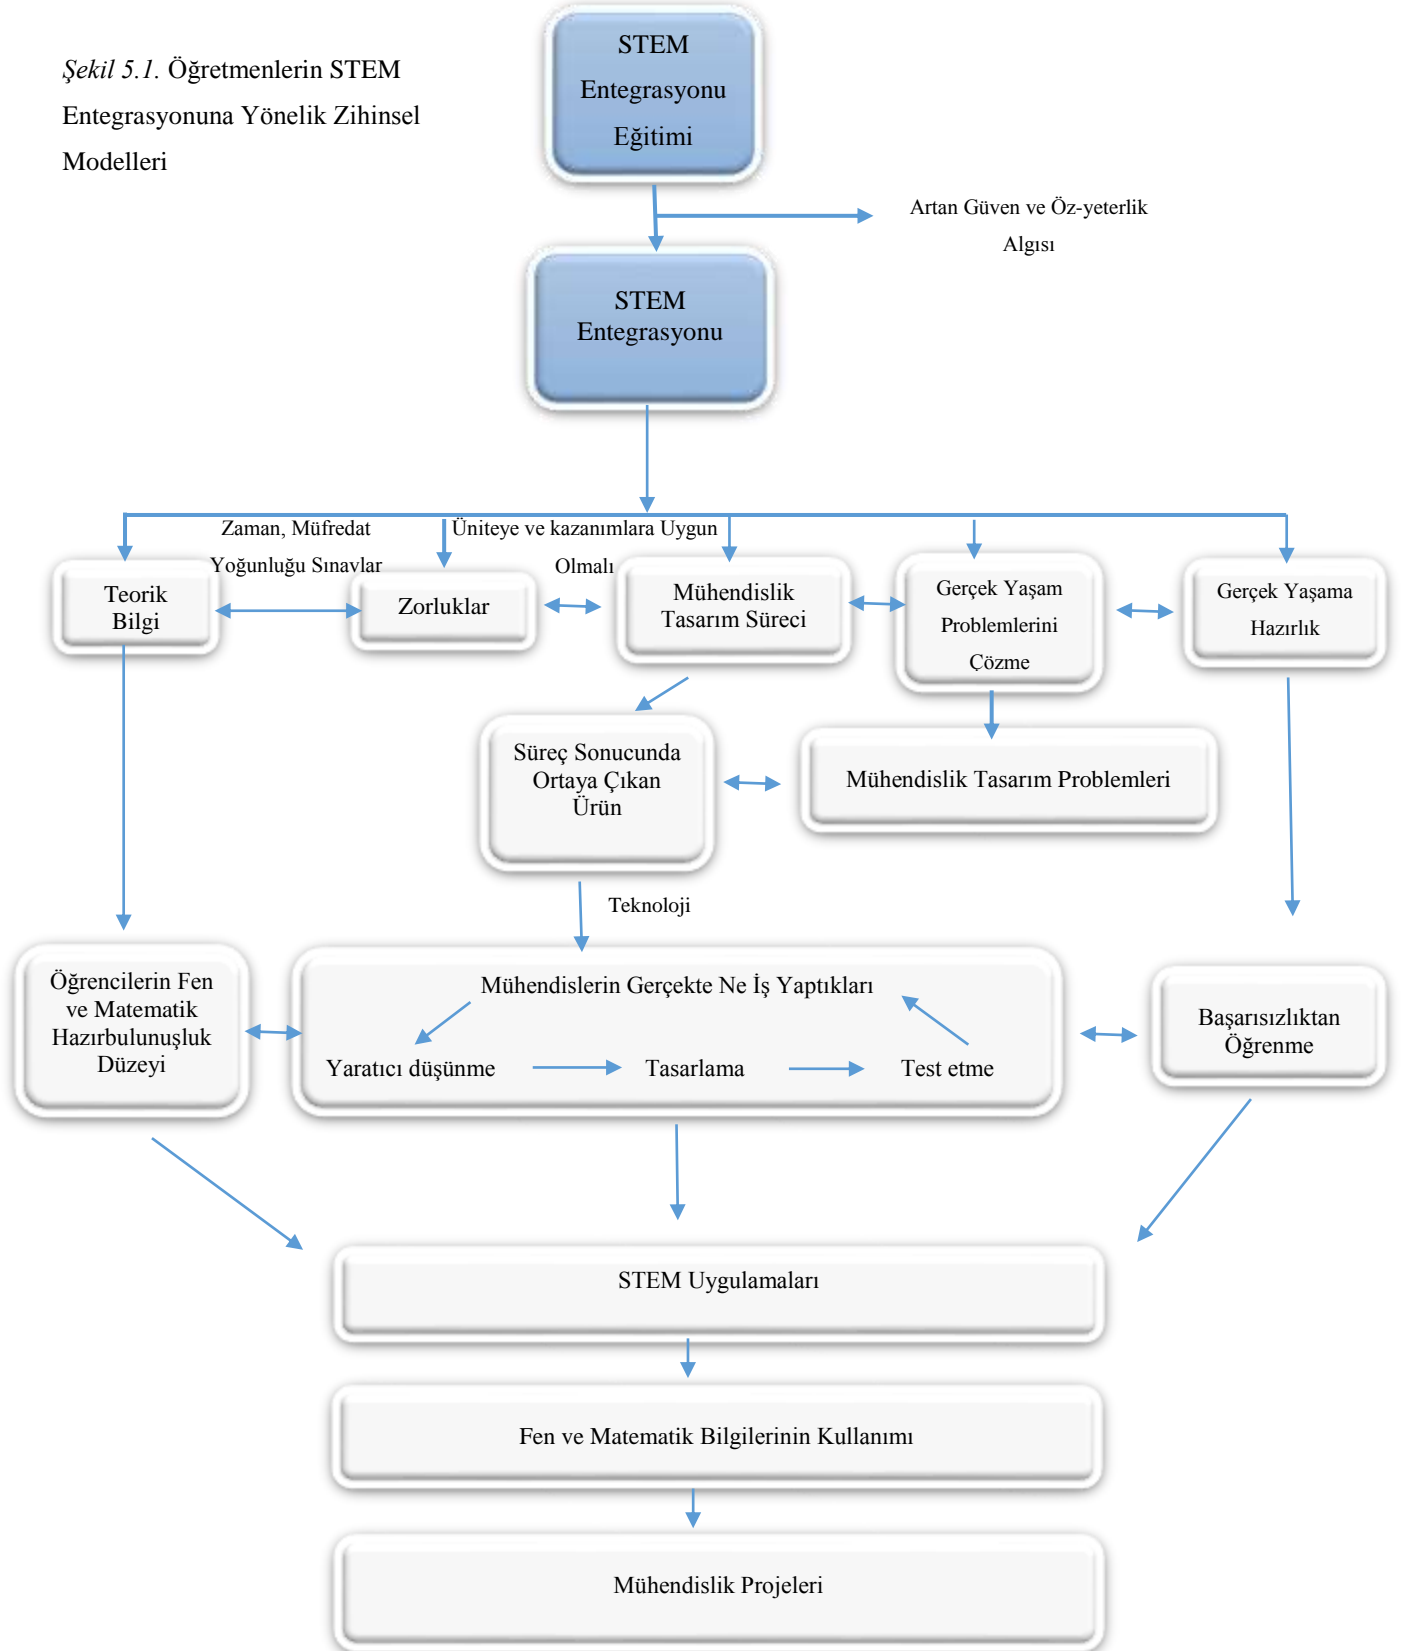 Şekil 5.1. Öğretmenlerin STEM
Entegrasyonuna Yönelik Zihinsel
Modelleri
STEM
Entegrasyonu
Eğitimi
Artan Güven ve Öz-yeterlik
Algısı
STEM
Entegrasyonu
Zaman, Müfredat
Yoğunluğu Sınavlar
Üniteye ve kazanımlara Uygun
Olmalı
Teorik
Bilgi
Zorluklar
Mühendislik
Tasarım Süreci
Gerçek Yaşam
Problemlerini
Çözme
Gerçek Yaşama
Hazırlık
Süreç Sonucunda
Ortaya Çıkan
Ürün
Mühendislik Tasarım Problemleri
Teknoloji
Öğrencilerin Fen
ve Matematik
Hazırbulunuşluk
Düzeyi
Mühendislerin Gerçekte Ne İş Yaptıkları
Yaratıcı düşünme
Tasarlama
Test etme
Başarısızlıktan
Öğrenme
STEM Uygulamaları
Fen ve Matematik Bilgilerinin Kullanımı
Mühendislik Projeleri